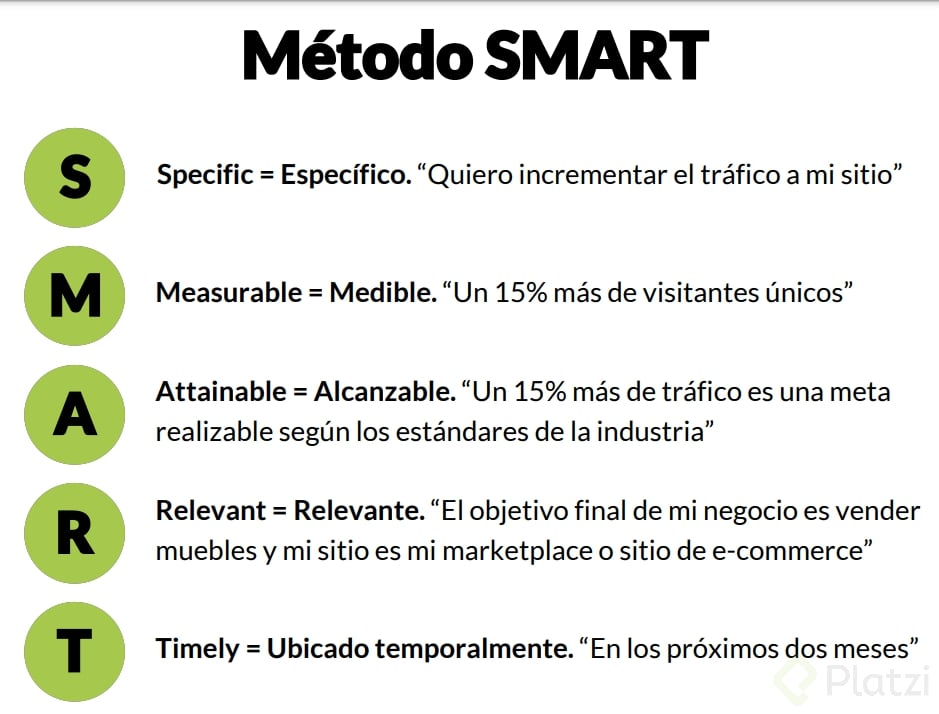 Método SMART
S
Specific = Específico. “Quiero incrementar el tráfico a mi sitio”
M
Measurable = Medible. “Un 15% más de visitantes únicos”
A
Attainable = Alcanzable. “Un 15% más de tráfico es una meta
realizable según los estándares de la industria”
R
Relevant = Relevante. “El objetivo final de mi negocio es vender
muebles y mi sitio es mi marketplace o sitio de e-commerce”
T
Timely = Ubicado temporalmente. “En los próximos dos meses”
Platzi